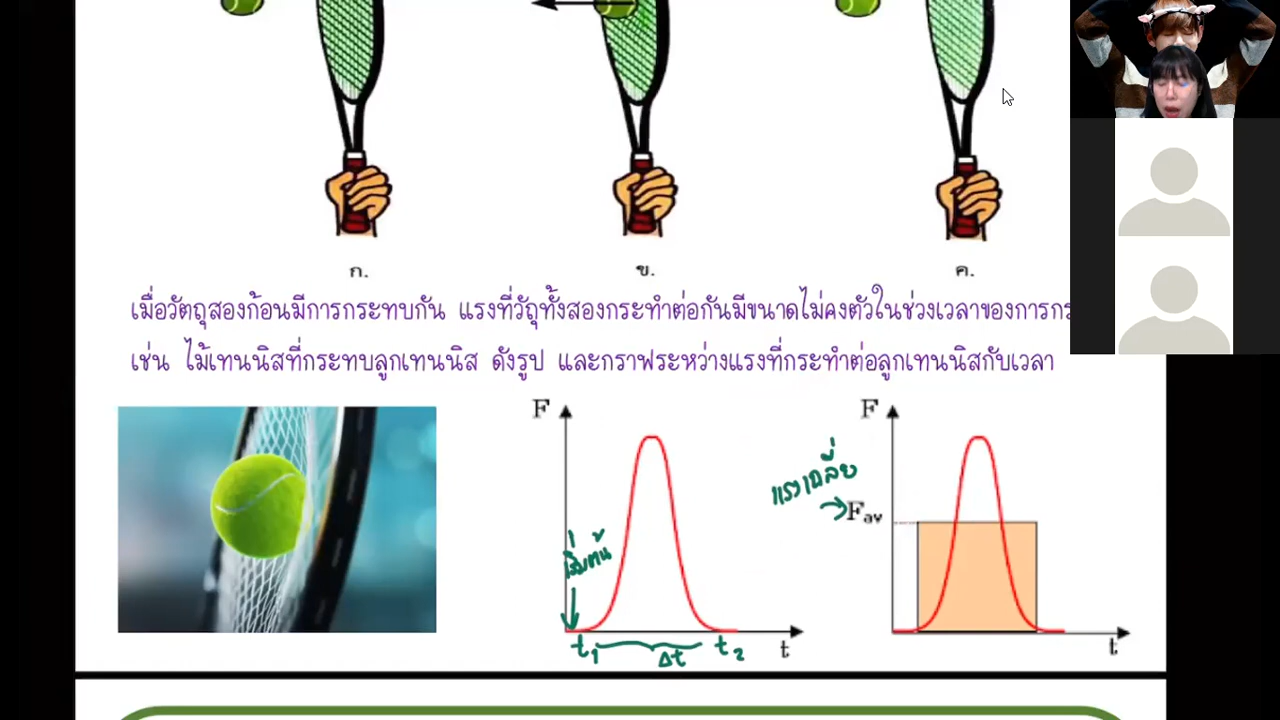 ก. ข. ค.
เมื่อวัตถุสองก้อนมีการกระทบกัน แรงที่วัถุทั้งสองกระทำต่อกันมีขนาดไม่คงตัวในช่วงเวลาของการกร
เช่น ไม้เทนนิสที่กระทบลูกเทนนิส ดังรูป และกราฟระหว่างแรงที่กระทำต่อลูกเทนนิสกับเวลา
F
F
แรงเฉลี่ย
→Fav
เริ่มต้น
t1 Δt t2 t
t